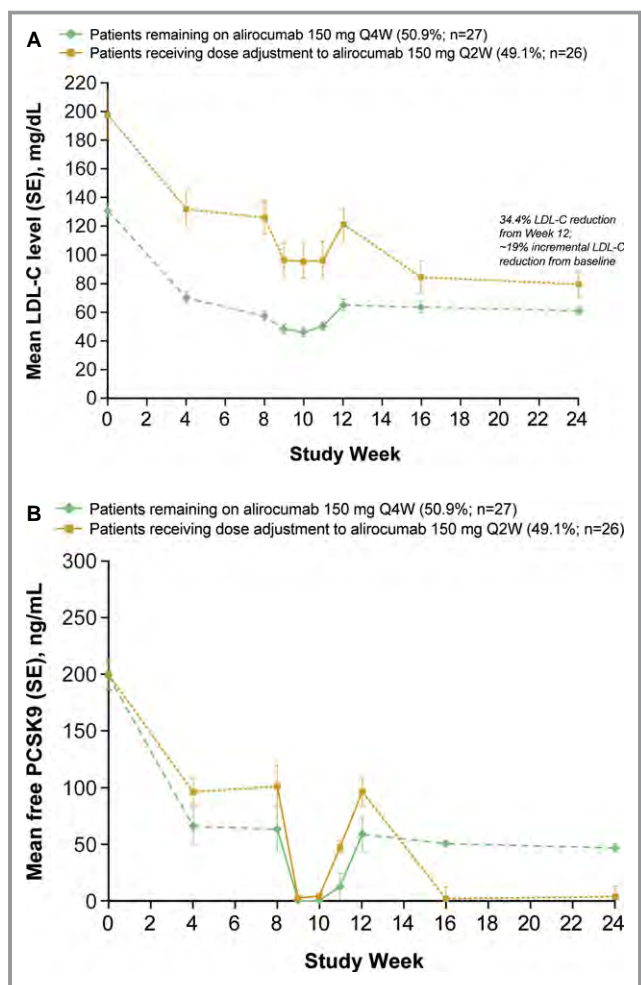 A
Patients remaining on alirocumab 150 mg Q4W (50.9%; n=27)
Patients receiving dose adjustment to alirocumab 150 mg Q2W (49.1%; n=26)
Mean LDL-C level (SE), mg/dL
220
200
180
160
140
120
100
80
60
40
20
0
34.4% LDL-C reduction
from Week 12;
~19% incremental LDL-C
reduction from baseline
0 2 4 6 8 10 12 14 16 18 20 22 24
Study Week
B
Patients remaining on alirocumab 150 mg Q4W (50.9%; n=27)
Patients receiving dose adjustment to alirocumab 150 mg Q2W (49.1%; n=26)
Mean free PCSK9 (SE), ng/mL
300
250
200
150
100
50
0
0 2 4 6 8 10 12 14 16 18 20 22 24
Study Week